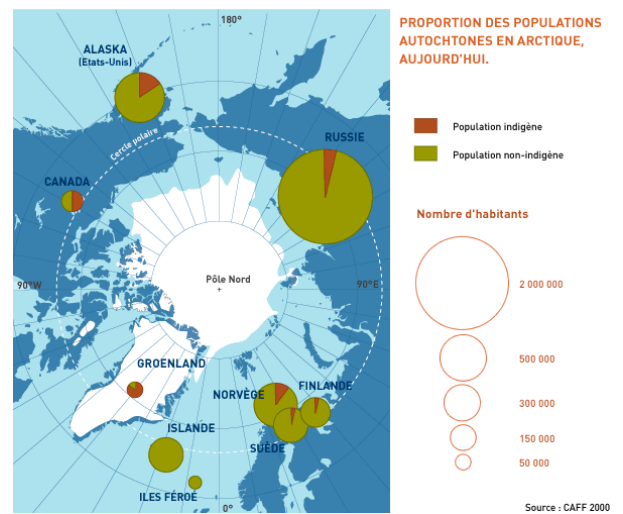 180°
ALASKA
(Etats-Unis)
Cercle polaire
RUSSIE
CANADA
90°W
Pôle Nord
90°E
GROENLAND
NORVÈGE
FINLANDE
ISLANDE
SUÈDE
ILES FÉROÉ
0°
PROPORTION DES POPULATIONS
AUTOCHTONES EN ARCTIQUE,
AUJOURD'HUI.
Population indigène
Population non-indigène
Nombre d'habitants
2 000 000
500 000
300 000
150 000
50 000
Source : CAFF 2000